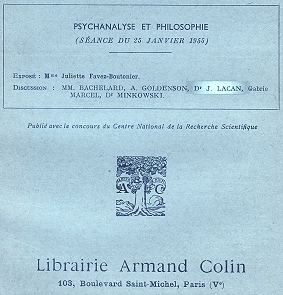 PSYCHANALYSE ET PHILOSOPHIE
(SÉANCE DU 25 JANVIER 1955)
EXPOSÉ : Mme Juliette Favez-Boutonier.
DISCUSSION : MM. BACHELARD, A. GOLDENSON, Dr J. LACAN, Gabriel
MARCEL, Dr MINKOWSKI.
Publié avec le concours du Centre National de la Recherche Scientifique
A C
Librairie Armand Colin
103, Boulevard Saint-Michel, Paris (Ve)